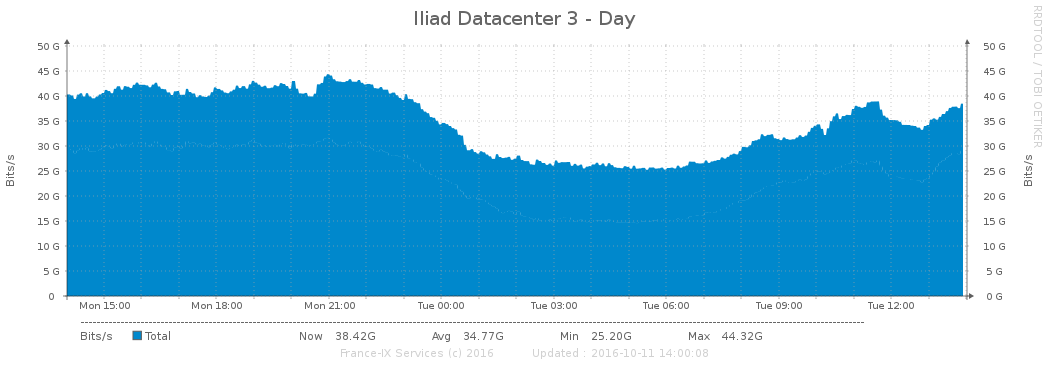 Iliad Datacenter 3 - Day
RRDTOOL / TOBI OETIKER
50 G 50 G
45 G 45 G
40 G 40 G
35 G 35 G
30 G 30 G
25 G 25 G
20 G 20 G
15 G 15 G
10 G 10 G
5 G 5 G
0 0 G
Bits/s Bits/s
Mon 15:00 Mon 18:00 Mon 21:00 Tue 00:00 Tue 03:00 Tue 06:00 Tue 09:00 Tue 12:00
Bits/s Total Now 38.42G Avg 34.77G Min 25.20G Max 44.32G
France-IX Services (c) 2016 Updated : 2016-10-11 14:00:08